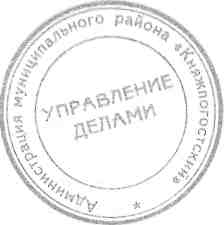 Администрация муниципального района «Княжпогостский»
*
УПРАВЛЕНИЕ
ДЕЛАМИ